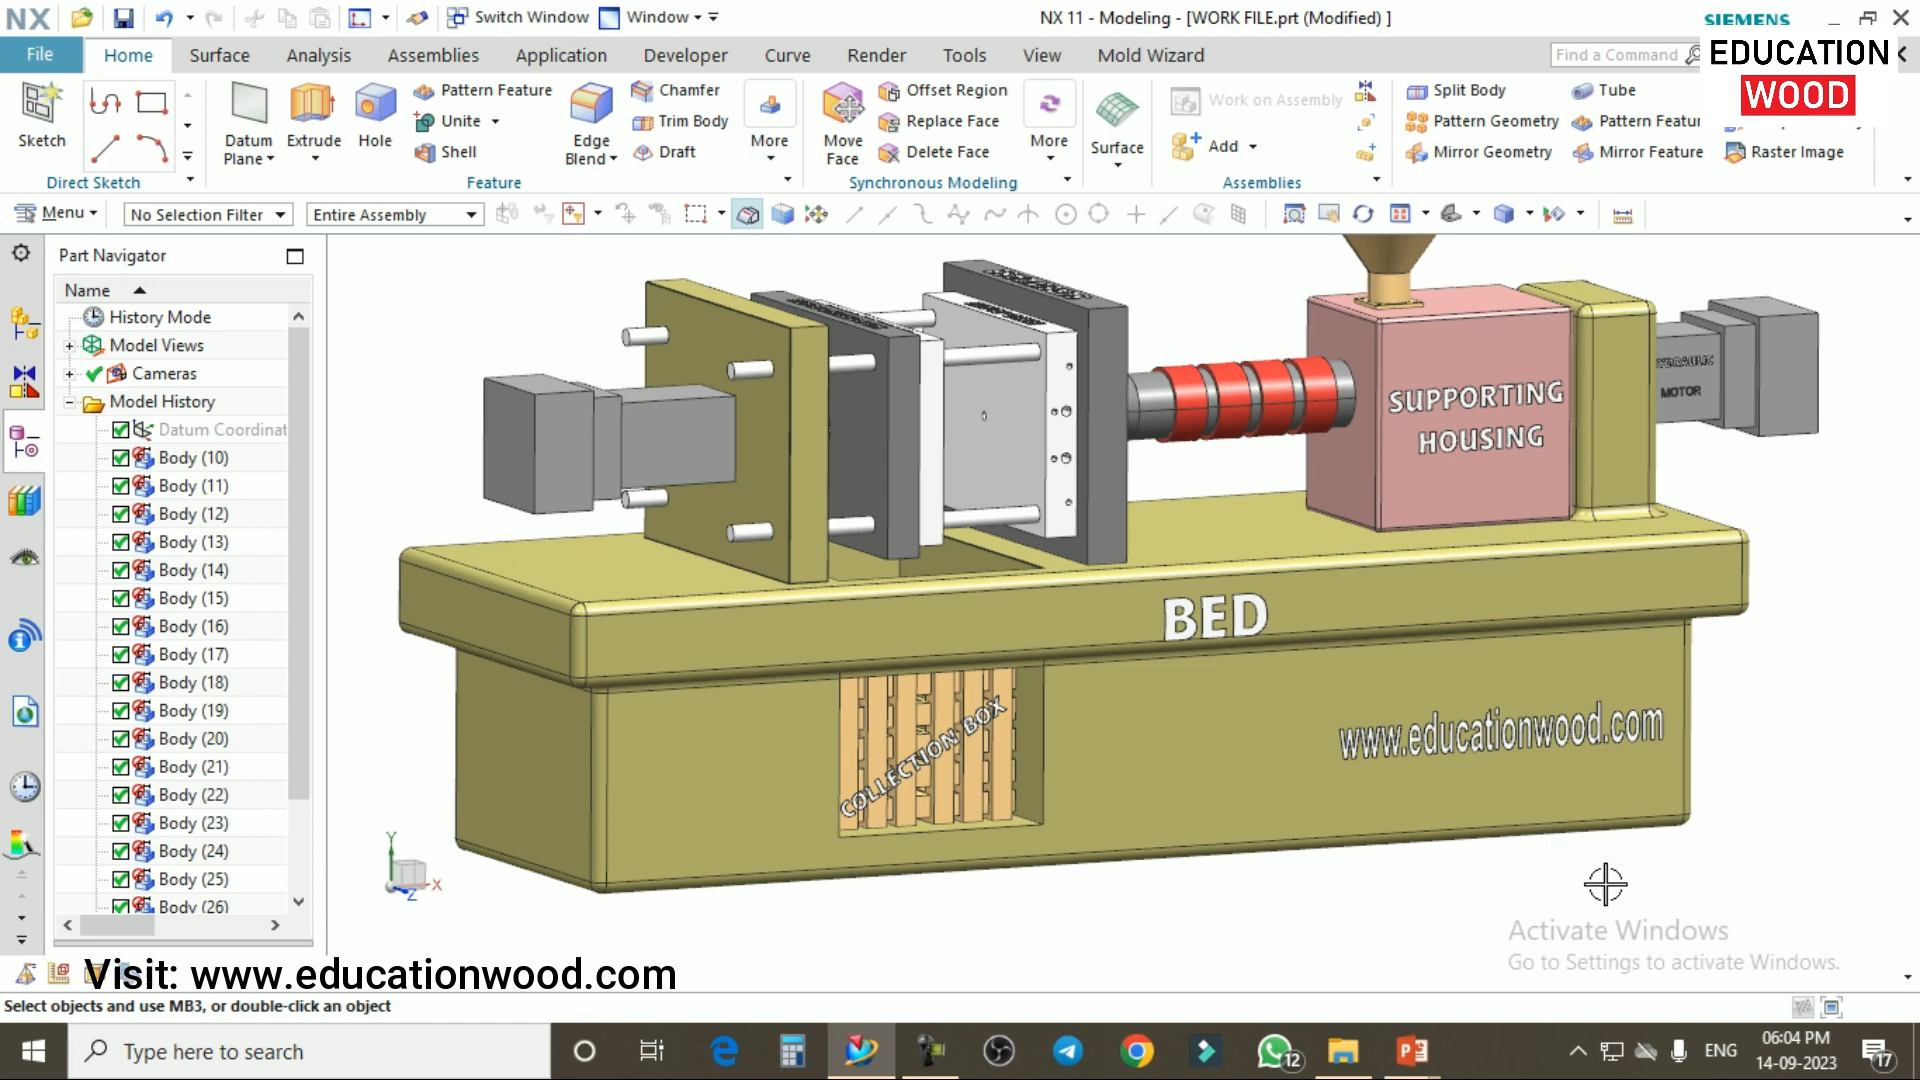 NX
Switch Window
Window
NX 11 - Modeling - [WORK FILE.prt (Modified) ]
SIEMENS
File
Home
Surface
Analysis
Assemblies
Application
Developer
Curve
Render
Tools
View
Mold Wizard
Find a Command
EDUCATION
WOOD
Sketch
Direct Sketch
Datum
Plane
Extrude
Hole
Pattern Feature
Unite
Shell
Edge
Blend
Chamfer
Trim Body
Draft
More
Feature
Move
Face
Offset Region
Replace Face
Delete Face
More
Synchronous Modeling
Surface
Work on Assembly
Add
Assemblies
Split Body
Pattern Geometry
Mirror Geometry
Tube
Pattern Featur
Mirror Feature
Raster Image
Menu
No Selection Filter
Entire Assembly
Part Navigator
Name
History Mode
Model Views
Cameras
Model History
Datum Coordinat
Body (10)
Body (11)
Body (12)
Body (13)
Body (14)
Body (15)
Body (16)
Body (17)
Body (18)
Body (19)
Body (20)
Body (21)
Body (22)
Body (23)
Body (24)
Body (25)
Body (26)
SUPPORTING
HOUSING
MOTOR
BED
COLLECTION BOX
www.educationwood.com
Y
X
Z
Activate Windows
Go to Settings to activate Windows.
Visit: www.educationwood.com
Select objects and use MB3, or double-click an object
Type here to search
12
ENG
06:04 PM
14-09-2023
17